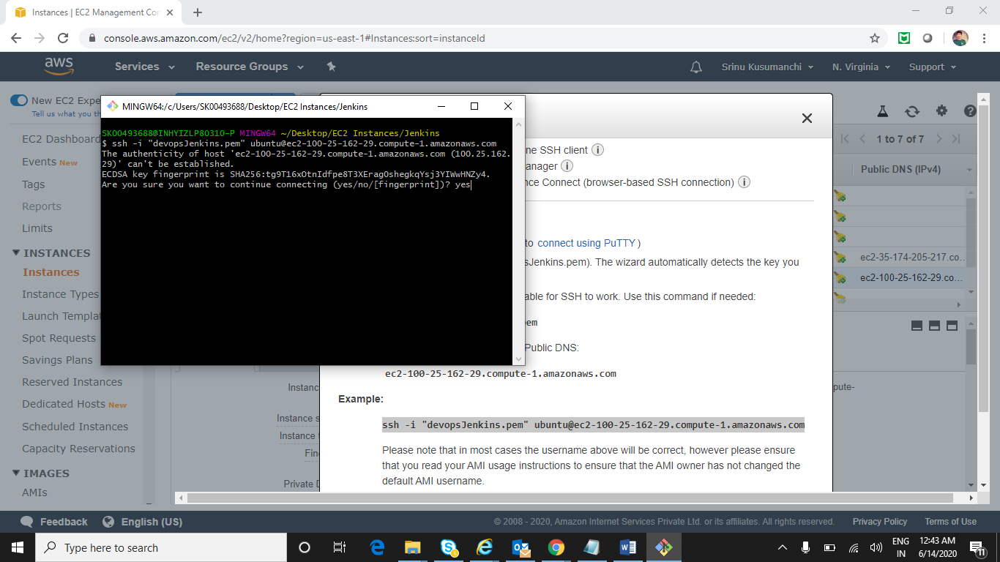 Instances | EC2 Management Con
console.aws.amazon.com/ec2/v2/home?region=us-east-1#Instances:sort=instanceId
aws
Services
Resource Groups
Srinu Kusumanchi
N. Virginia
Support
New EC2 Expe
Tell us what you th
EC2 Dashboard
Events New
Tags
Reports
Limits
INSTANCES
Instances
Instance Types
Launch Templat
Spot Requests
Savings Plans
Reserved Instances
Dedicated Hosts New
Scheduled Instances
Capacity Reservations
IMAGES
AMIs
MINGW64:/c/Users/SK00493688/Desktop/EC2 Instances/Jenkins
SK00493688@INHYIZLP80310-P MINGW64 ~/Desktop/EC2 Instances/Jenkins
$ ssh -i "devopsJenkins.pem" ubuntu@ec2-100-25-162-29.compute-1.amazonaws.com
The authenticity of host 'ec2-100-25-162-29.compute-1.amazonaws.com (100.25.162.
29)' can't be established.
ECDSA key fingerprint is SHA256:tg9T16xOtnIdfpe8T3XEragOshegkqYsj3YIWwHNZy4.
Are you sure you want to continue connecting (yes/no/[fingerprint])? yes
ne SSH client
anager
nce Connect (browser-based SSH connection)
to connect using PuTTY)
sJenkins.pem). The wizard automatically detects the key you
able for SSH to work. Use this command if needed:
pem
Public DNS:
ec2-100-25-162-29.compute-1.amazonaws.com
Example:
ssh -i "devopsJenkins.pem" ubuntu@ec2-100-25-162-29.compute-1.amazonaws.com
Please note that in most cases the username above will be correct, however please ensure
that you read your AMI usage instructions to ensure that the AMI owner has not changed the
default AMI username.
1 to 7 of 7
Public DNS (IPv4)
ec2-35-174-205-217.co...
ec2-100-25-162-29.co...
pute-
Instanc
Instance s
Instance t
Fin
Private D
Feedback
English (US)
© 2008 - 2020, Amazon Internet Services Private Ltd. or its affiliates. All rights reserved.
Privacy Policy
Terms of Use
Type here to search
ENG
IN
12:43 AM
6/14/2020
11